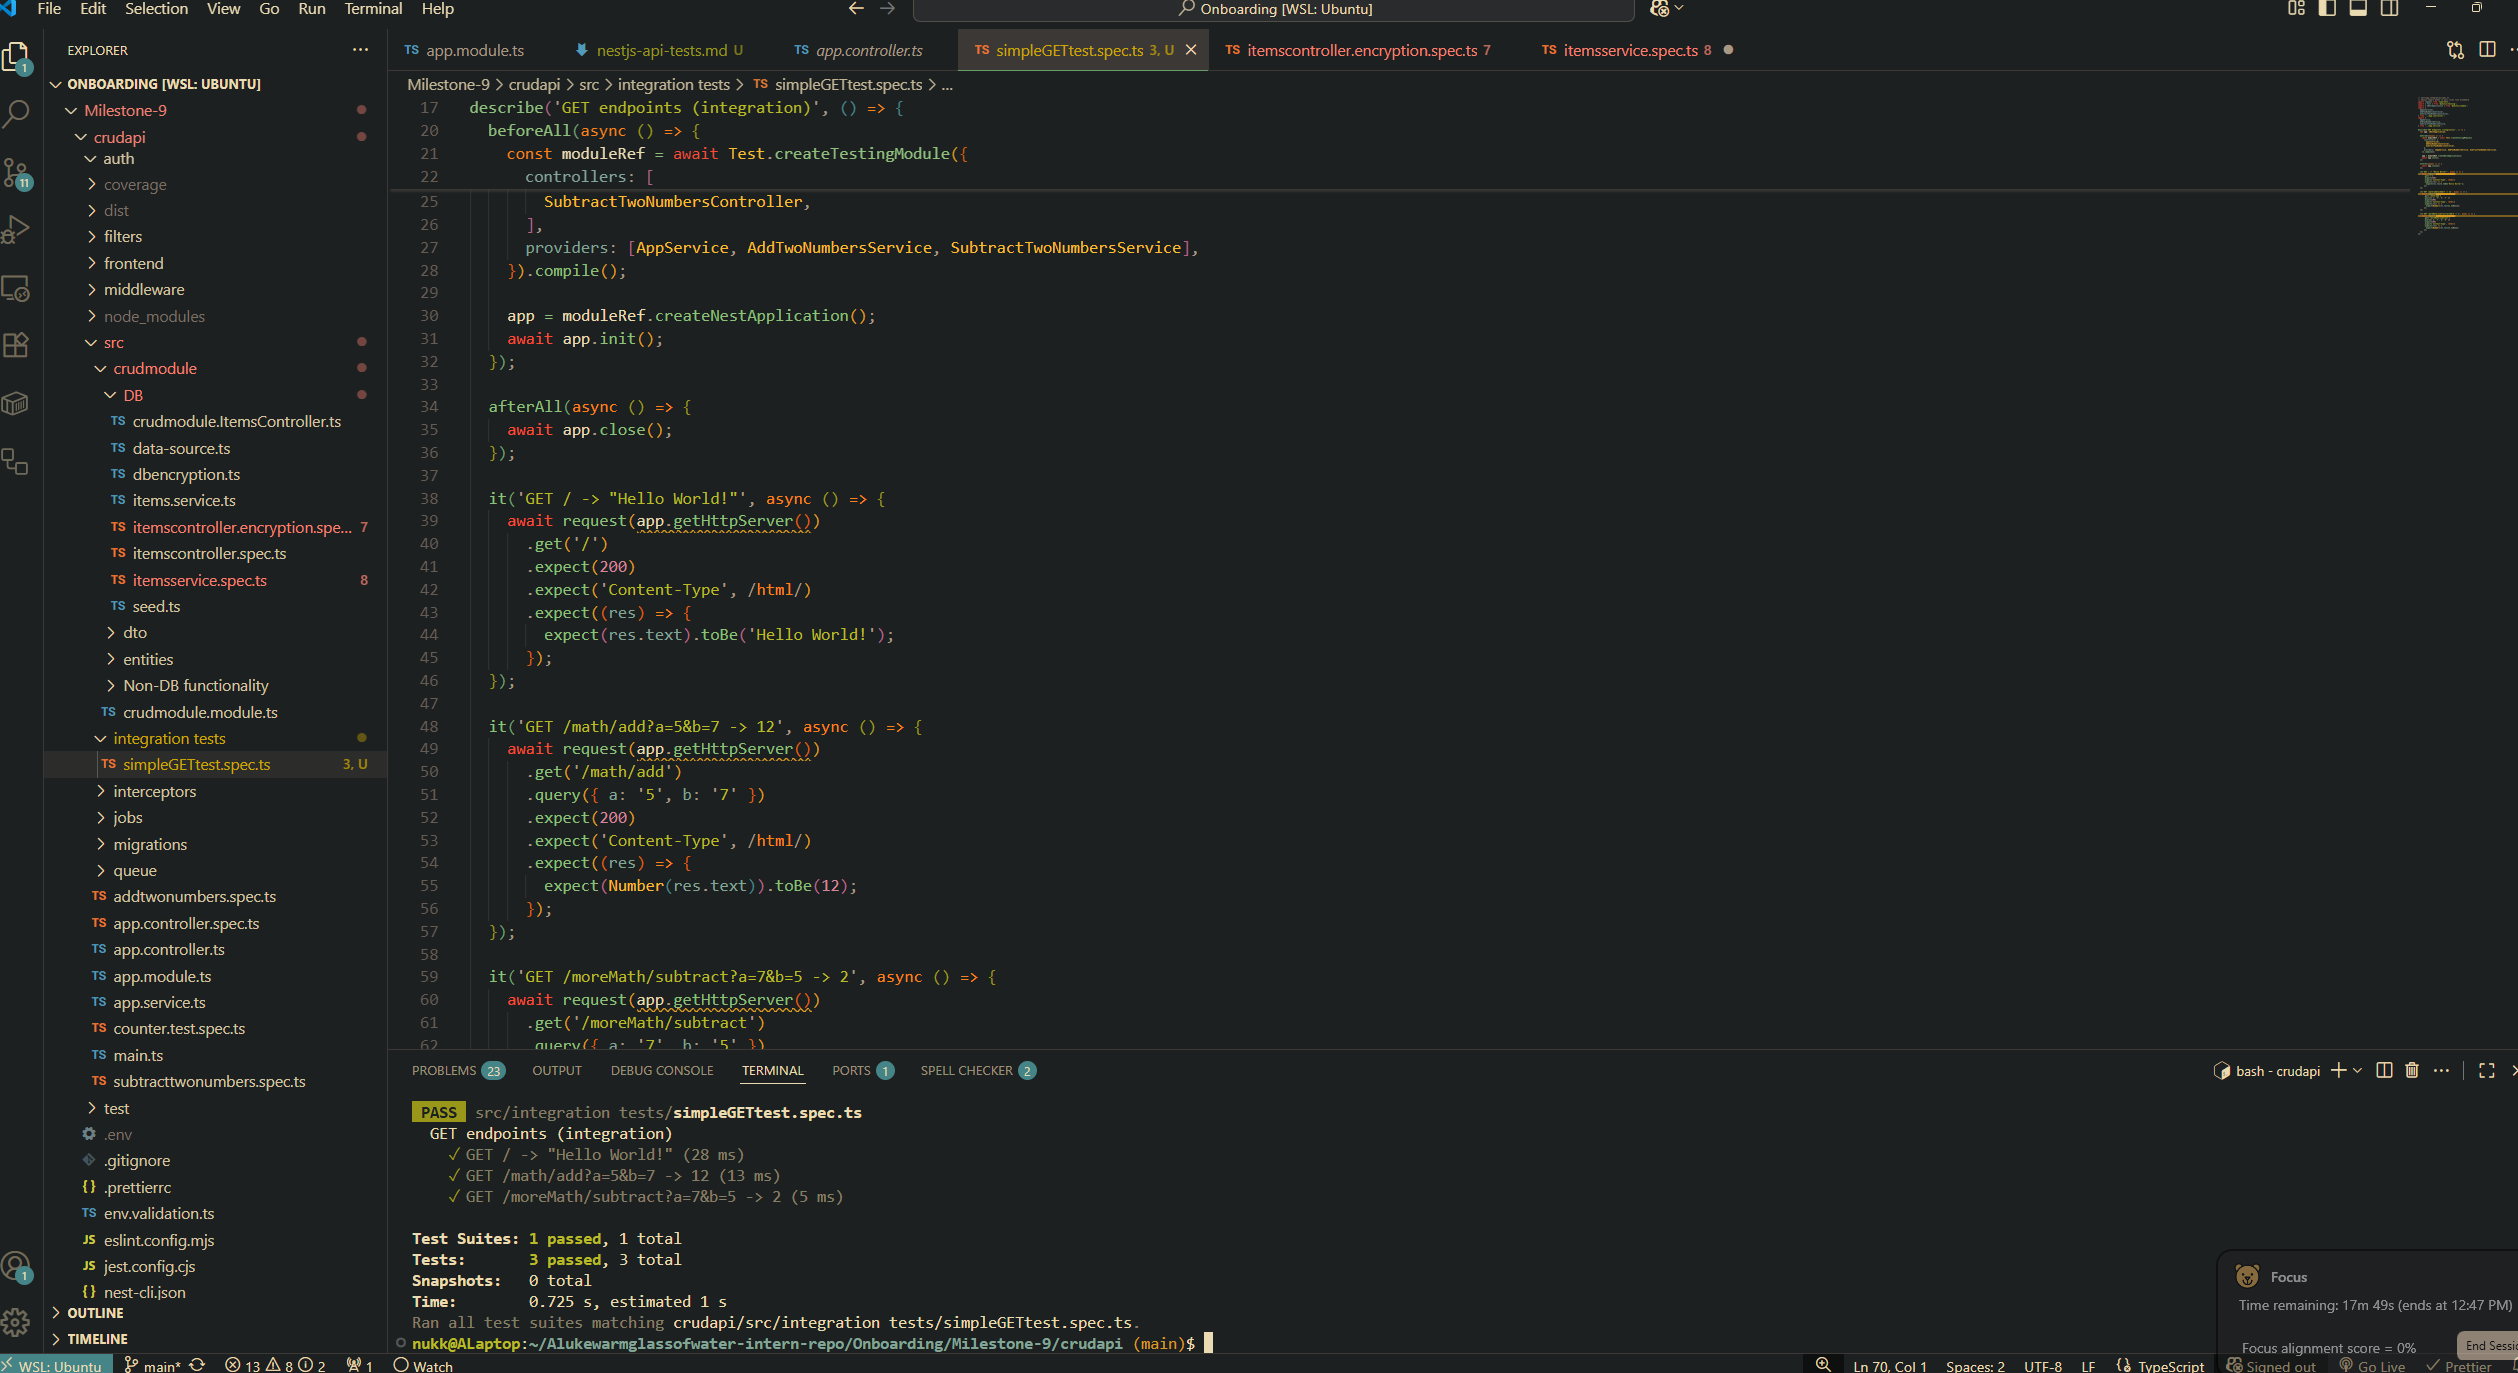 File Edit Selection View Go Run Terminal Help
Onboarding [WSL: Ubuntu]
EXPLORER
ONBOARDING [WSL: UBUNTU]
Milestone-9
crudapi
auth
coverage
dist
filters
frontend
middleware
node_modules
src
crudmodule
DB
TS crudmodule.ItemsController.ts
TS data-source.ts
TS dbencryption.ts
TS items.service.ts
TS itemscontroller.encryption.spe... 7
TS itemscontroller.spec.ts
TS itemsservice.spec.ts 8
TS seed.ts
dto
entities
Non-DB functionality
TS crudmodule.module.ts
integration tests
TS simpleGETtest.spec.ts 3, U
interceptors
jobs
migrations
queue
TS addtwonumbers.spec.ts
TS app.controller.spec.ts
TS app.controller.ts
TS app.module.ts
TS app.service.ts
TS counter.test.spec.ts
TS main.ts
TS subtracttwonumbers.spec.ts
test
.env
.gitignore
{} .prettierrc
TS env.validation.ts
JS eslint.config.mjs
JS jest.config.cjs
{} nest-cli.json
OUTLINE
TIMELINE
1
11
1
TS app.module.ts
nestjs-api-tests.md U
TS app.controller.ts
TS simpleGETtest.spec.ts 3, U
TS itemscontroller.encryption.spec.ts 7
TS itemsservice.spec.ts 8
Milestone-9 > crudapi > src > integration tests > TS simpleGETtest.spec.ts > ...
17 describe('GET endpoints (integration)', () => {
20 beforeAll(async () => {
21 const moduleRef = await Test.createTestingModule({
22 controllers: [
25 SubtractTwoNumbersController,
26 ],
27 providers: [AppService, AddTwoNumbersService, SubtractTwoNumbersService],
28 }).compile();
29
30 app = moduleRef.createNestApplication();
31 await app.init();
32 });
33
34 afterAll(async () => {
35 await app.close();
36 });
37
38 it('GET / -> "Hello World!"', async () => {
39 await request(app.getHttpServer())
40 .get('/')
41 .expect(200)
42 .expect('Content-Type', /html/)
43 .expect((res) => {
44 expect(res.text).toBe('Hello World!');
45 });
46 });
47
48 it('GET /math/add?a=5&b=7 -> 12', async () => {
49 await request(app.getHttpServer())
50 .get('/math/add')
51 .query({ a: '5', b: '7' })
52 .expect(200)
53 .expect('Content-Type', /html/)
54 .expect((res) => {
55 expect(Number(res.text)).toBe(12);
56 });
57 });
58
59 it('GET /moreMath/subtract?a=7&b=5 -> 2', async () => {
60 await request(app.getHttpServer())
61 .get('/moreMath/subtract')
62 .query({ a: '7', b: '5' })
PROBLEMS 23 OUTPUT DEBUG CONSOLE TERMINAL PORTS 1 SPELL CHECKER 2
bash - crudapi
PASS src/integration tests/simpleGETtest.spec.ts
GET endpoints (integration)
✓ GET / -> "Hello World!" (28 ms)
✓ GET /math/add?a=5&b=7 -> 12 (13 ms)
✓ GET /moreMath/subtract?a=7&b=5 -> 2 (5 ms)
Test Suites: 1 passed, 1 total
Tests: 3 passed, 3 total
Snapshots: 0 total
Time: 0.725 s, estimated 1 s
Ran all test suites matching crudapi/src/integration tests/simpleGETtest.spec.ts.
nukk@ALaptop:~/Alukewarmglassofwater-intern-repo/Onboarding/Milestone-9/crudapi (main)$
Focus
Time remaining: 17m 49s (ends at 12:47 PM)
Focus alignment score = 0%
WSL: Ubuntu main* 13 8 2 1 Watch
Ln 70, Col 1 Spaces: 2 UTF-8 LF {} TypeScript Signed out Go Live Prettier